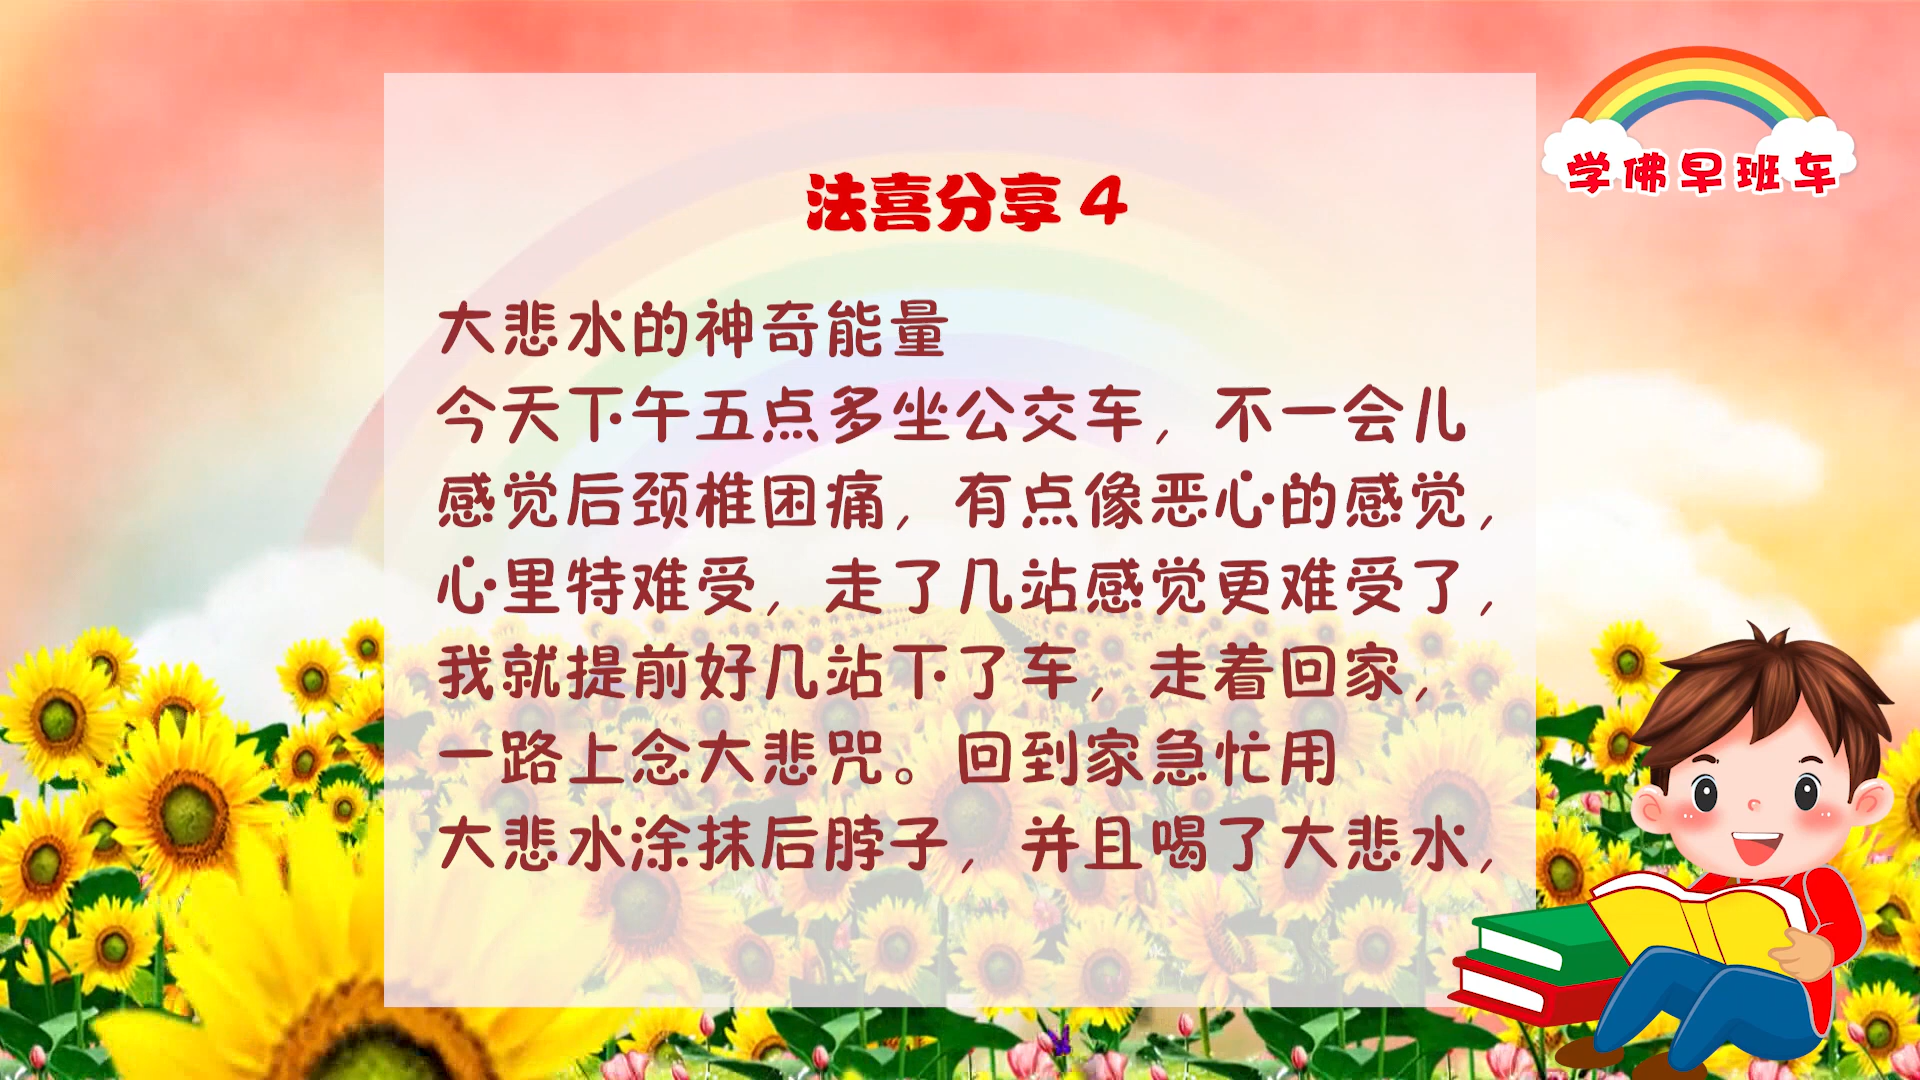 学佛早班车
法喜分享 4
大悲水的神奇能量
今天下午五点多坐公交车，不一会儿
感觉后颈椎困痛，有点像恶心的感觉，
心里特难受，走了几站感觉更难受了，
我就提前好几站下了车，走着回家，
一路上念大悲咒。回到家急忙用
大悲水涂抹后脖子，并且喝了大悲水，